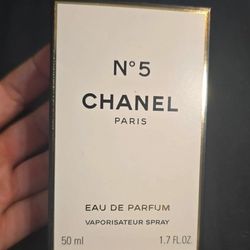 N°5
CHANEL
PARIS
EAU DE PARFUM
VAPORISATEUR SPRAY
50 ml 1.7 FL.OZ.